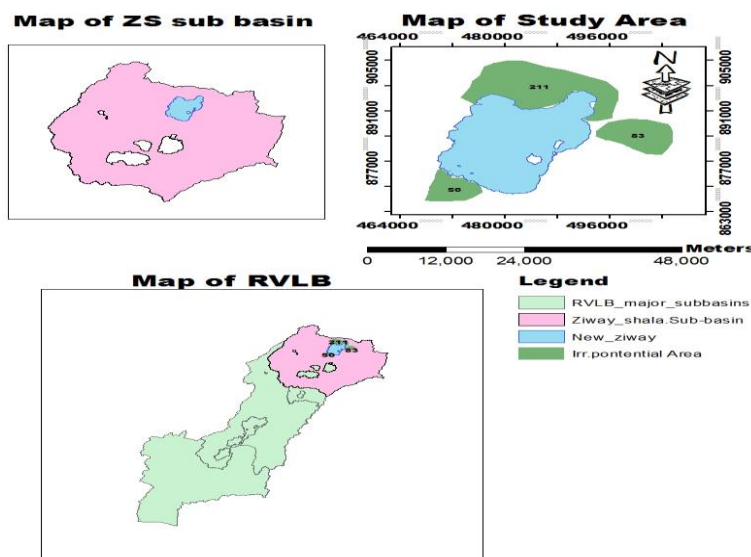 Map of ZS sub basin
Map of Study Area
464000 480000 496000
905000
905000
891000
891000
877000
877000
863000
N
211
53
50
464000 480000 496000
Meters
0 12,000 24,000 48,000
Map of RVLB
211
50
53
Legend
RVLB_major_subbasins
Ziway_shala.Sub-basin
New_ziway
Irr.pontential Area